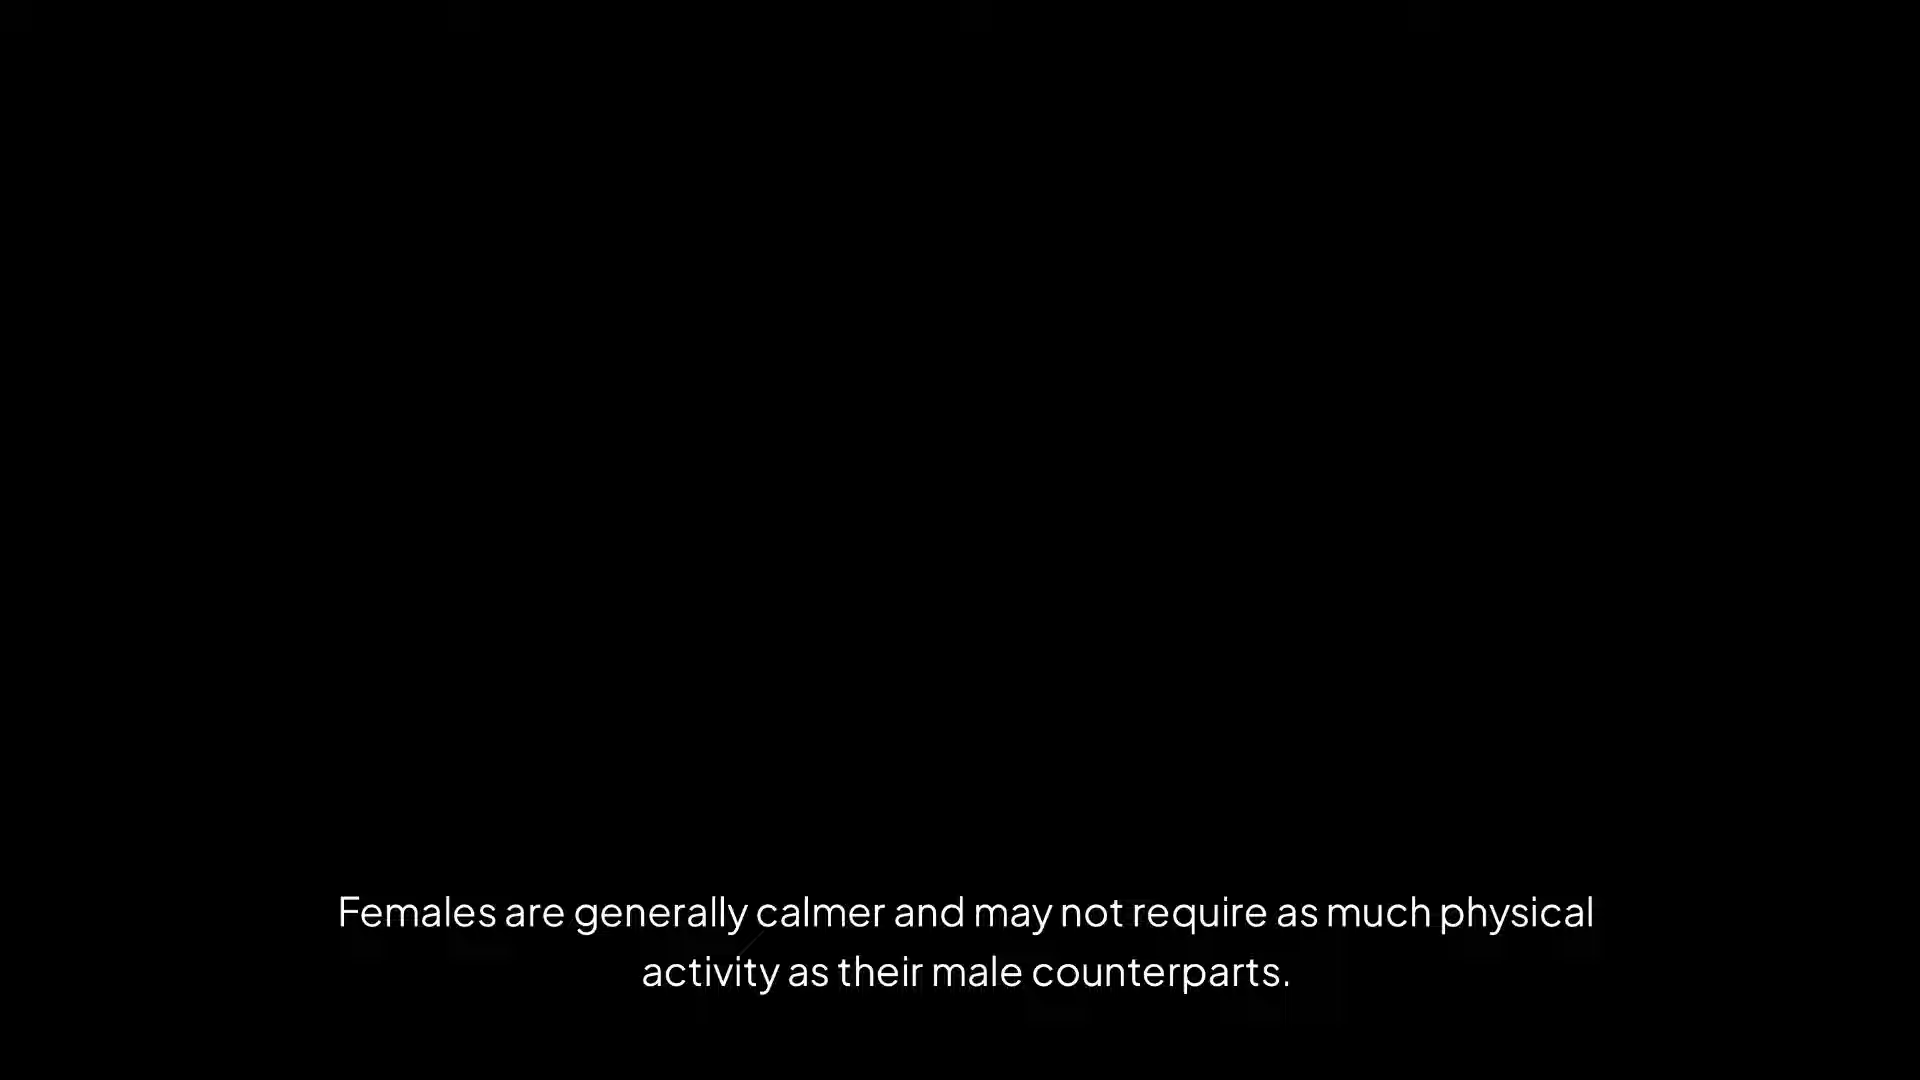 Females are generally calmer and may not require as much physical
activity as their male counterparts.